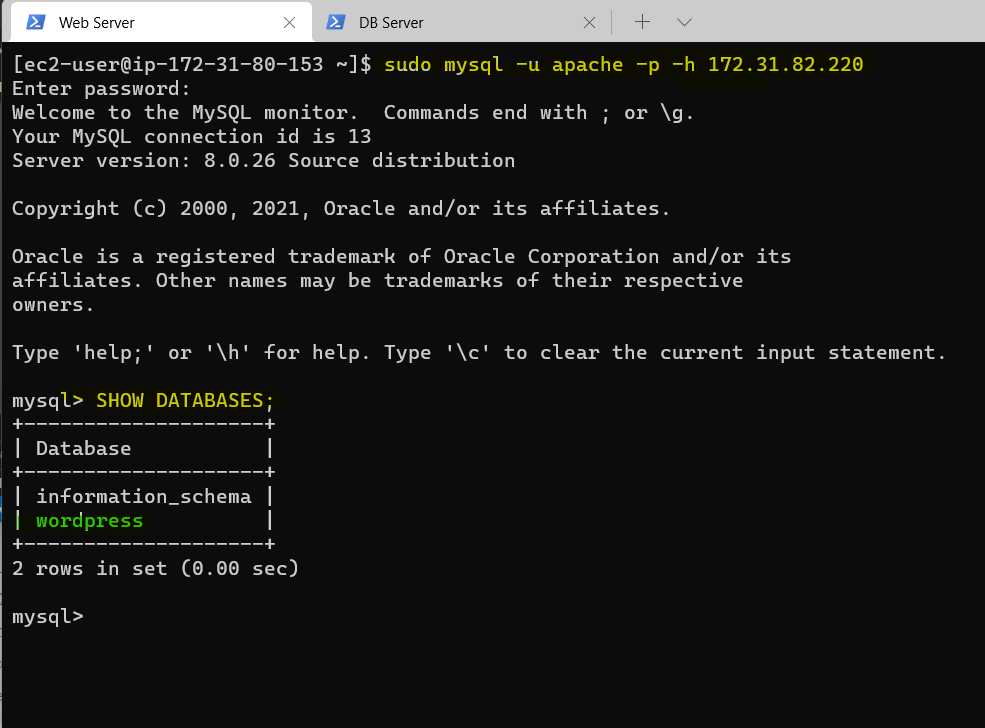 Web Server
DB Server
[ec2-user@ip-172-31-80-153 ~]$ sudo mysql -u apache -p -h 172.31.82.220
Enter password:
Welcome to the MySQL monitor.  Commands end with ; or \g.
Your MySQL connection id is 13
Server version: 8.0.26 Source distribution
Copyright (c) 2000, 2021, Oracle and/or its affiliates.
Oracle is a registered trademark of Oracle Corporation and/or its
affiliates. Other names may be trademarks of their respective
owners.
Type 'help;' or '\h' for help. Type '\c' to clear the current input statement.
mysql> SHOW DATABASES;
+--------------------+
| Database           |
+--------------------+
| information_schema |
| wordpress          |
+--------------------+
2 rows in set (0.00 sec)
mysql>